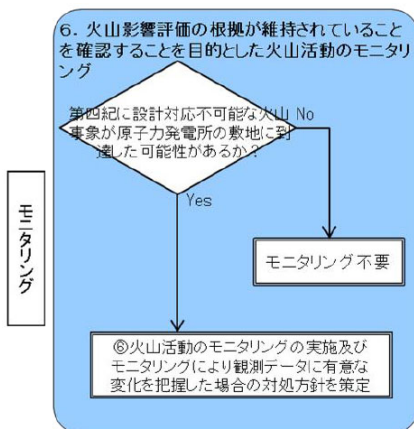 6. 火山影響評価の根拠が維持されていること
を確認することを目的とした火山活動のモニタリ
ング
第四紀に設計対応不可能な火山
事象が原子力発電所の敷地に到
達した可能性があるか?
No
Yes
モニタリング
モニタリング不要
⑥火山活動のモニタリングの実施及び
モニタリングにより観測データに有意な
変化を把握した場合の対処方針を策定